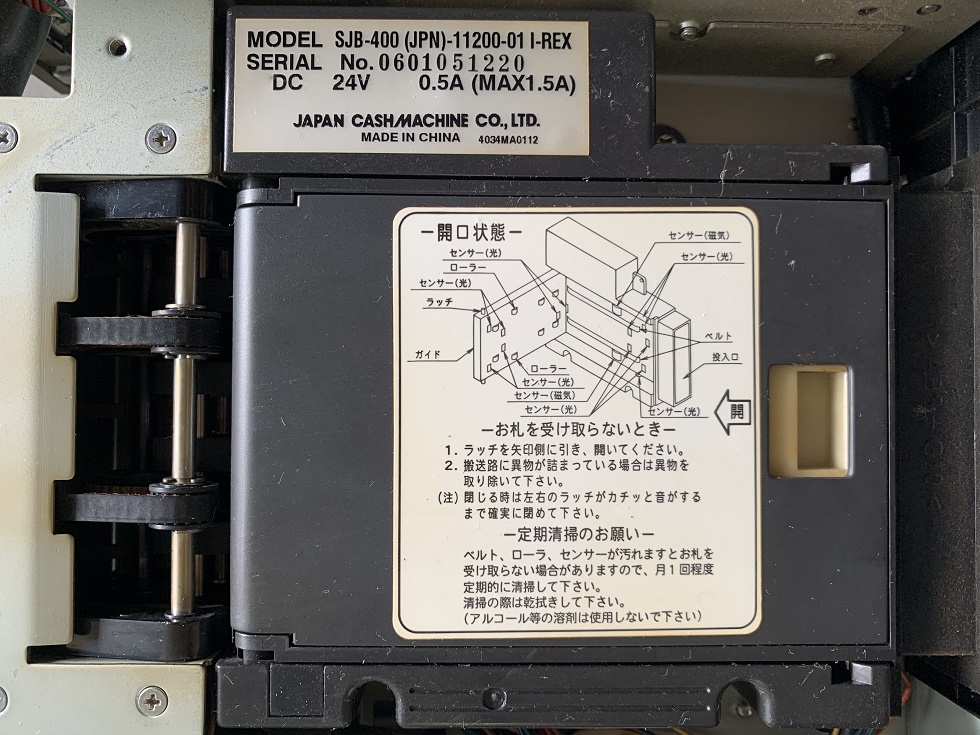 MODEL SJB-400 (JPN)-11200-01 I-REX
SERIAL No. 0601051220
DC 24V 0.5A (MAX1.5A)
JAPAN CASHMACHINE CO., LTD.
MADE IN CHINA 4034MA0112
ー開口状態ー
センサー(磁気)
センサー(光)
センサー(光)
ローラー
センサー(光)
ラッチ
ベルト
ガイド
投入口
ローラー
センサー(光)
センサー(磁気)
センサー(光)
センサー(光)
開
ーお札を受け取らないときー
1. ラッチを矢印側に引き、開いてください。
2. 搬送路に異物が詰まっている場合は異物を
取り除いて下さい。
(注) 閉じる時は左右のラッチがカチッと音がする
まで確実に閉めて下さい。
ー定期清掃のお願いー
ベルト、ローラ、センサーが汚れますとお札を
受け取らない場合がありますので、月1回程度
定期的に清掃して下さい。
清掃の際は乾拭きして下さい。
(アルコール等の溶剤は使用しないで下さい)